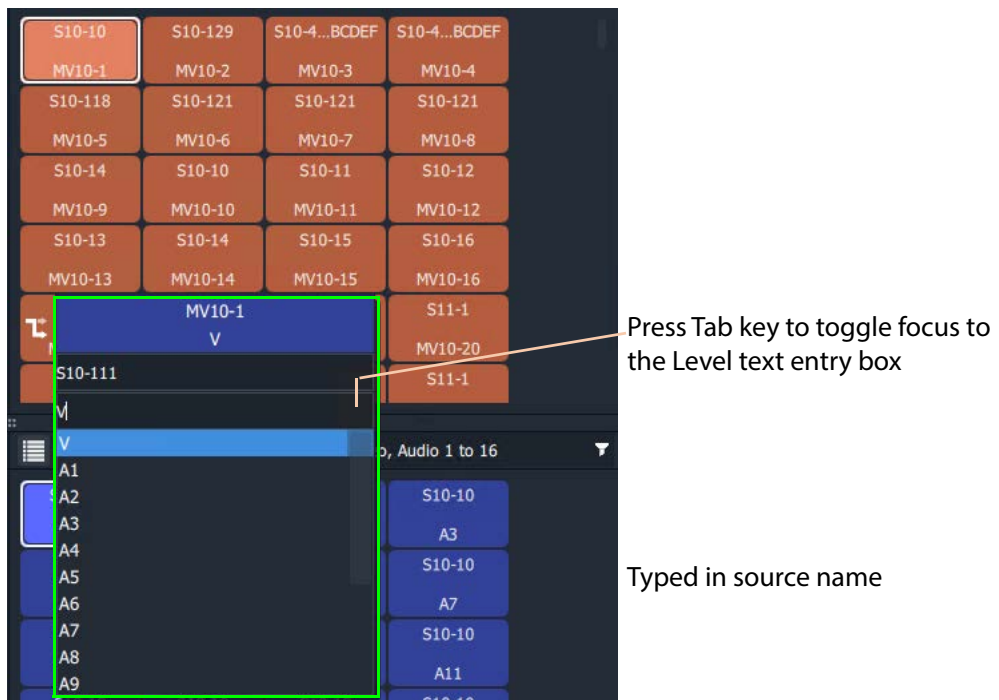 S10-10 S10-129 S10-4...BCDEF S10-4...BCDEF
MV10-1 MV10-2 MV10-3 MV10-4
S10-118 S10-121 S10-121 S10-121
MV10-5 MV10-6 MV10-7 MV10-8
S10-14 S10-10 S10-11 S10-12
MV10-9 MV10-10 MV10-11 MV10-12
S10-13 S10-14 S10-15 S10-16
MV10-13 MV10-14 MV10-15 MV10-16
MV10-1 S11-1
V
MV10-20
S10-111 S11-1
V
V , Audio 1 to 16
A1
A2 S10-10
A3 A3
A4
A5 S10-10
A6 A7
A7 S10-10
A8 A11
A9
Press Tab key to toggle focus to
the Level text entry box
Typed in source name